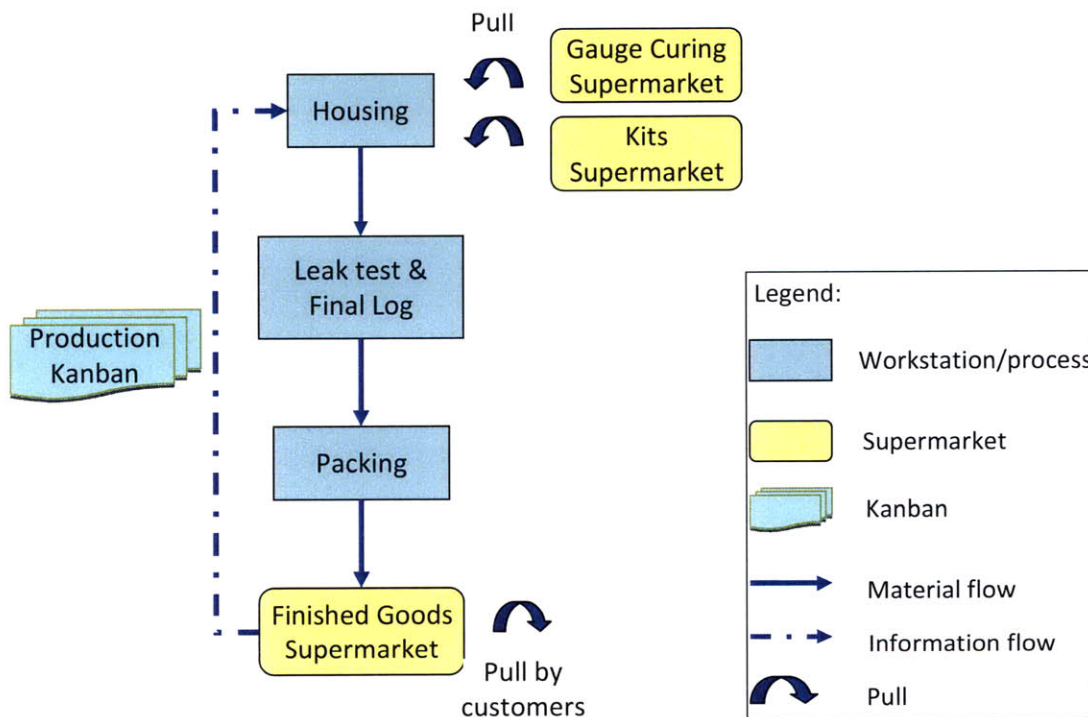 Pull
Gauge Curing
Supermarket
Housing
Kits
Supermarket
Leak test &
Final Log
Production
Kanban
Packing
Finished Goods
Supermarket
Pull by
customers
Legend:
Workstation/process
Supermarket
Kanban
Material flow
Information flow
Pull